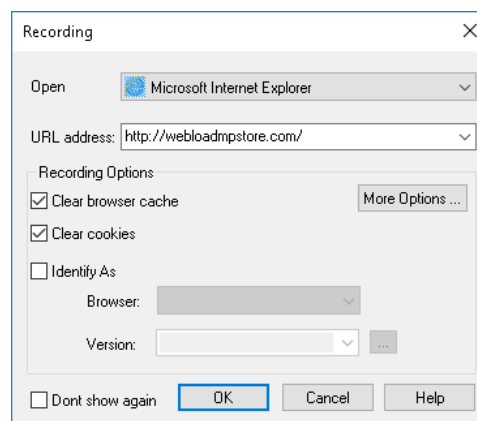 Recording
Open
Microsoft Internet Explorer
URL address:
http://webloadmpstore.com/
Recording Options
Clear browser cache
More Options ...
Clear cookies
Identify As
Browser:
Version:
...
Dont show again
OK
Cancel
Help